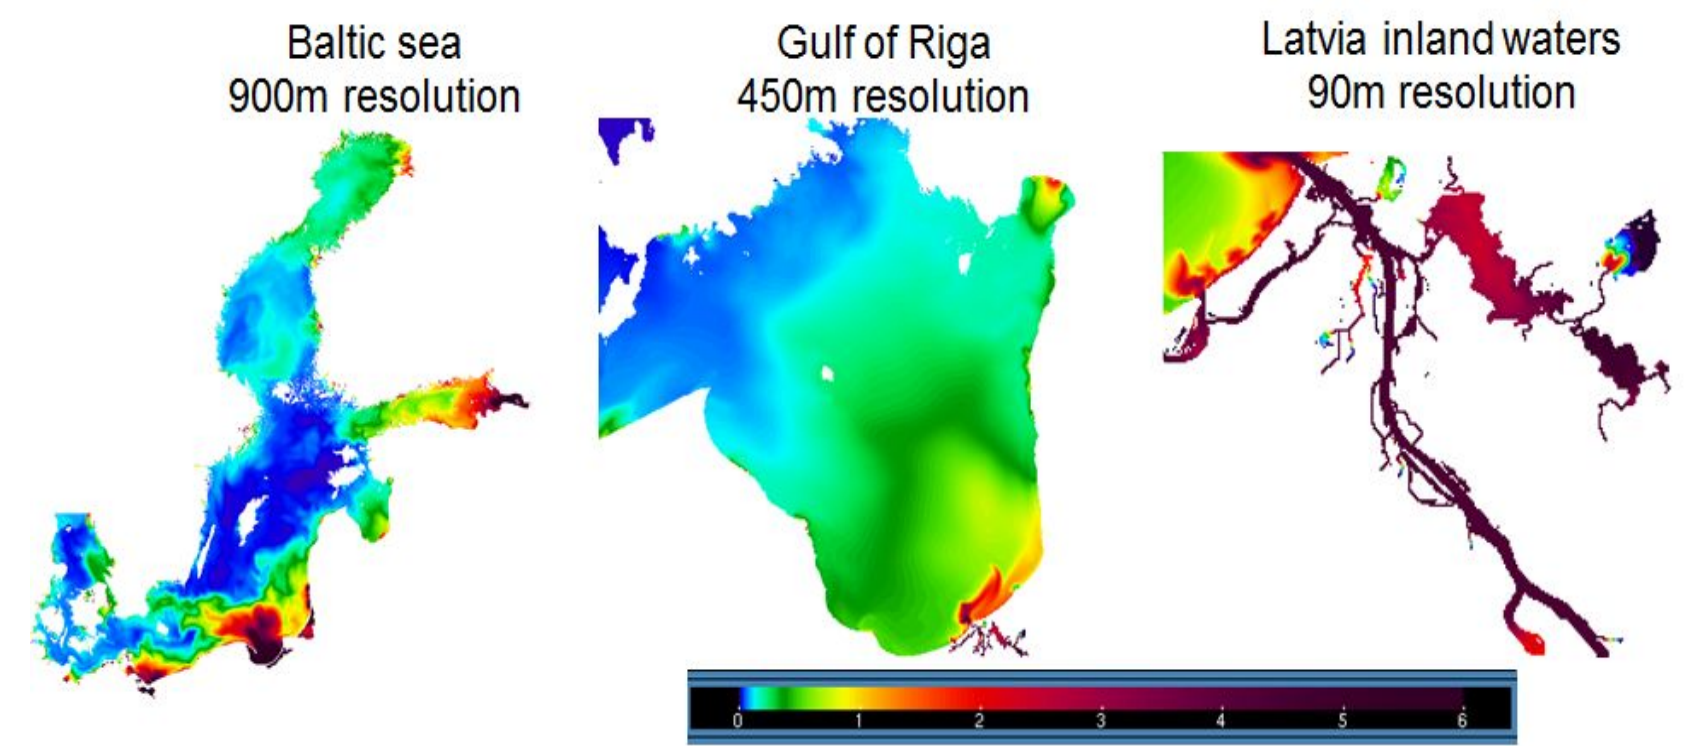 Baltic sea
900m resolution
Gulf of Riga
450m resolution
Latvia inland waters
90m resolution
0 1 2 3 4 5 6